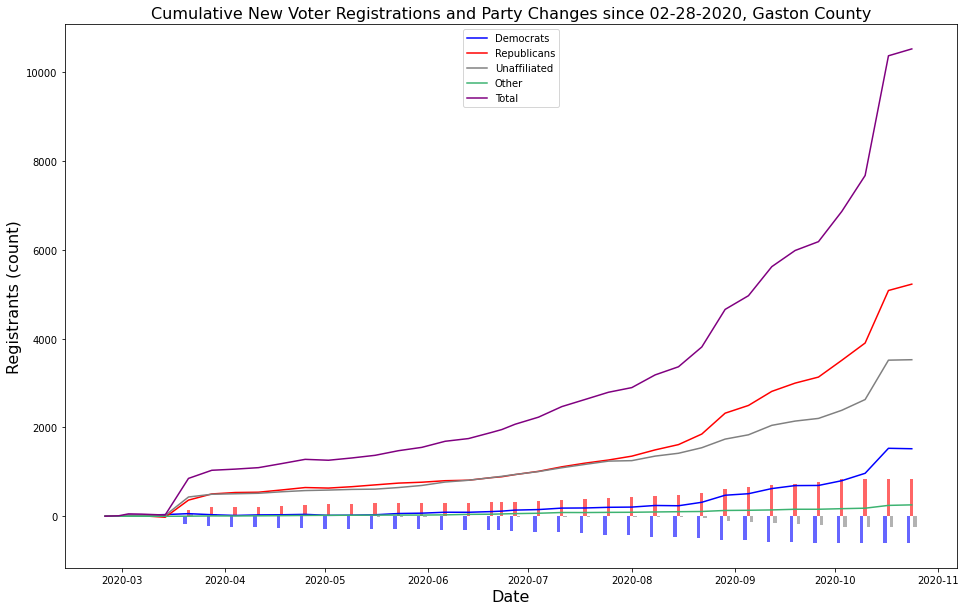 Cumulative New Voter Registrations and Party Changes since 02-28-2020, Gaston County
Democrats
Republicans
Unaffiliated
Other
Total
Registrants (count)
10000
8000
6000
4000
2000
0
2020-03 2020-04 2020-05 2020-06 2020-07 2020-08 2020-09 2020-10 2020-11
Date